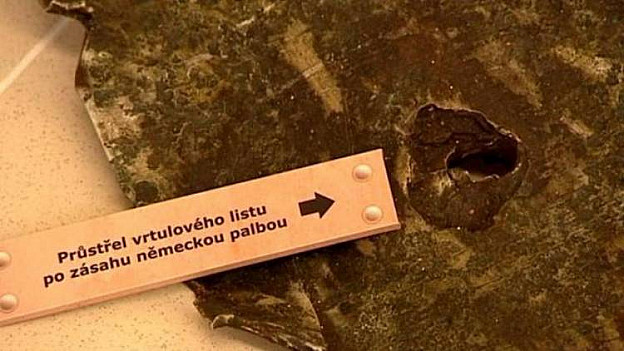 Průstřel vrtulového listu
po zásahu německou palbou